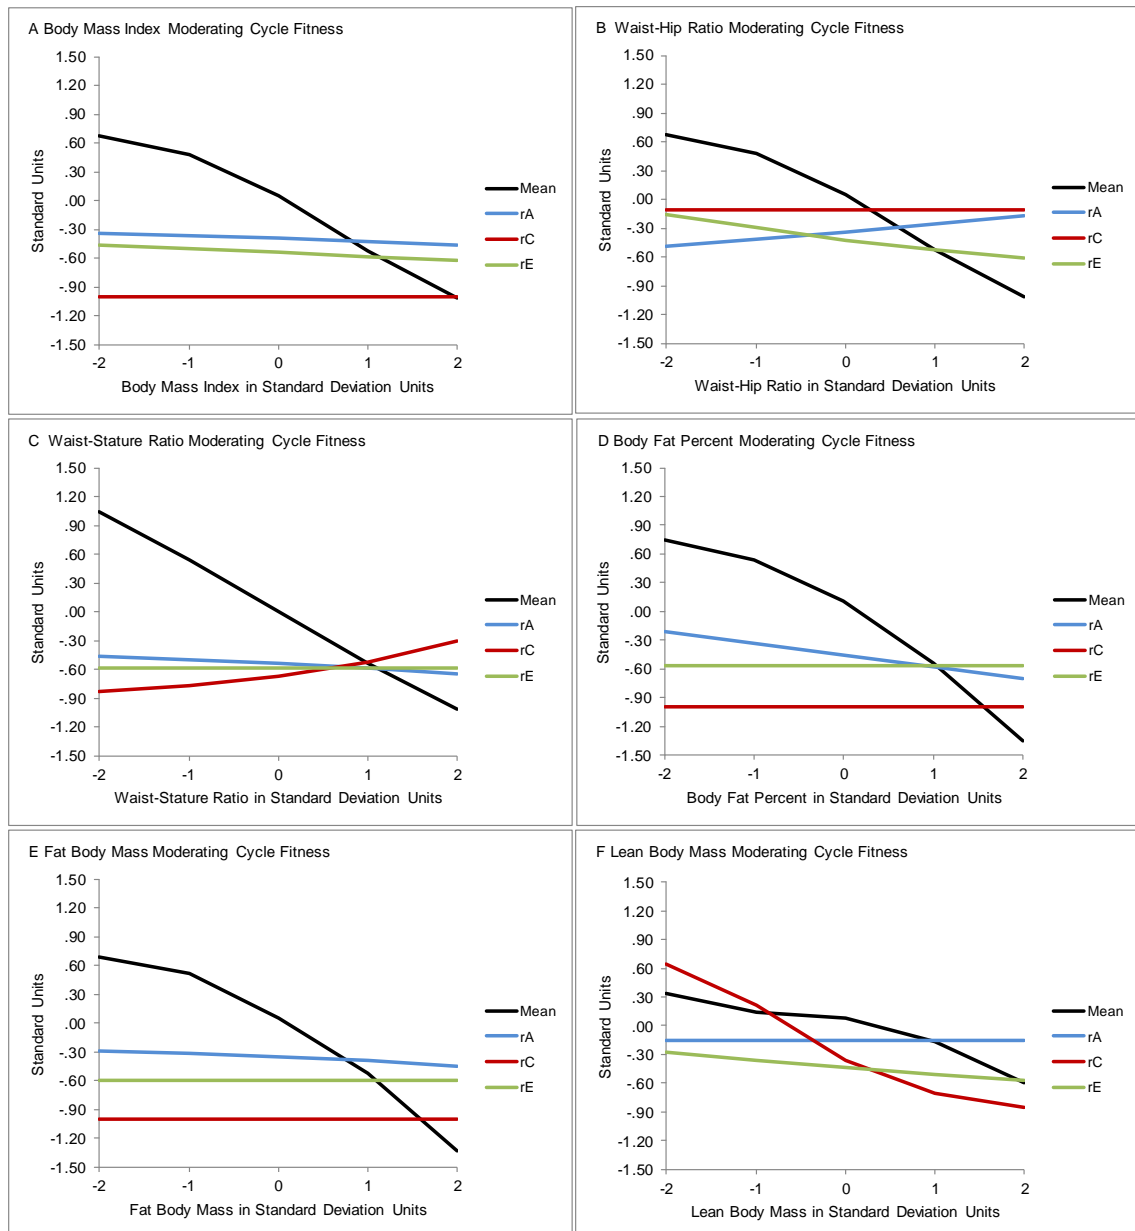 A Body Mass Index Moderating Cycle Fitness
1.50
1.20
.90
.60
.30
.00
-.30
-.60
-.90
-1.20
-1.50
Standard Units
-2 -1 0 1 2
Body Mass Index in Standard Deviation Units
Mean
rA
rC
rE
B Waist-Hip Ratio Moderating Cycle Fitness
1.50
1.20
.90
.60
.30
.00
-.30
-.60
-.90
-1.20
-1.50
Standard Units
-2 -1 0 1 2
Waist-Hip Ratio in Standard Deviation Units
Mean
rA
rC
rE
C Waist-Stature Ratio Moderating Cycle Fitness
1.50
1.20
.90
.60
.30
.00
-.30
-.60
-.90
-1.20
-1.50
Standard Units
-2 -1 0 1 2
Waist-Stature Ratio in Standard Deviation Units
Mean
rA
rC
rE
D Body Fat Percent Moderating Cycle Fitness
1.50
1.20
.90
.60
.30
.00
-.30
-.60
-.90
-1.20
-1.50
Standard Units
-2 -1 0 1 2
Body Fat Percent in Standard Deviation Units
Mean
rA
rC
rE
E Fat Body Mass Moderating Cycle Fitness
1.50
1.20
.90
.60
.30
.00
-.30
-.60
-.90
-1.20
-1.50
Standard Units
-2 -1 0 1 2
Fat Body Mass in Standard Deviation Units
Mean
rA
rC
rE
F Lean Body Mass Moderating Cycle Fitness
1.50
1.20
.90
.60
.30
.00
-.30
-.60
-.90
-1.20
-1.50
Standard Units
-2 -1 0 1 2
Lean Body Mass in Standard Deviation Units
Mean
rA
rC
rE